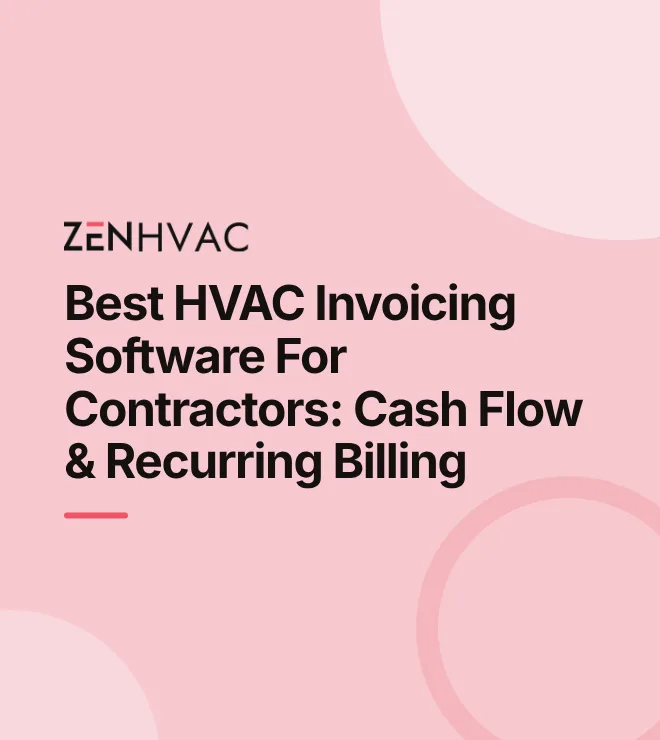 ZENHVAC
Best HVAC Invoicing
Software For
Contractors: Cash Flow
& Recurring Billing